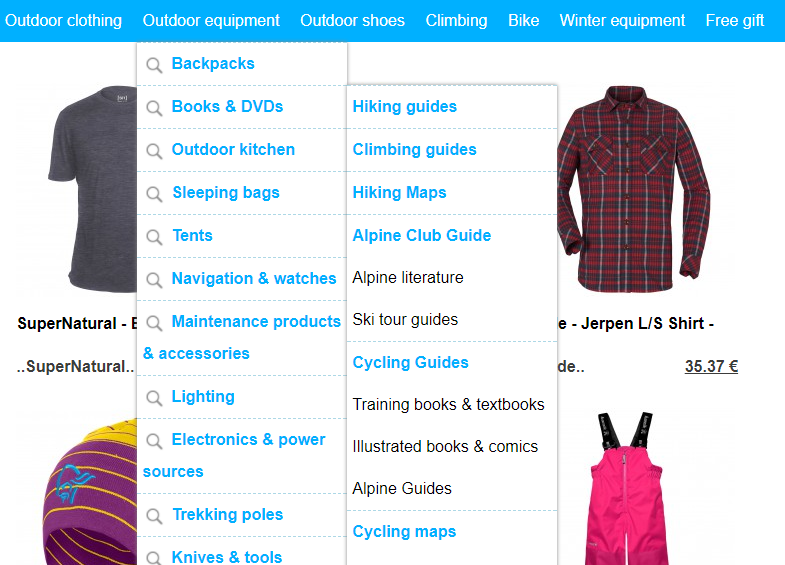 Outdoor clothing Outdoor equipment Outdoor shoes Climbing Bike Winter equipment Free gift
Backpacks
Books & DVDs
Outdoor kitchen
Sleeping bags
Tents
Navigation & watches
Maintenance products
& accessories
Lighting
Electronics & power
sources
Trekking poles
Knives & tools
Hiking guides
Climbing guides
Hiking Maps
Alpine Club Guide
Alpine literature
Ski tour guides
Cycling Guides
Training books & textbooks
Illustrated books & comics
Alpine Guides
Cycling maps
SuperNatural -
..SuperNatural..
- Jerpen L/S Shirt -
de.. 35.37 €